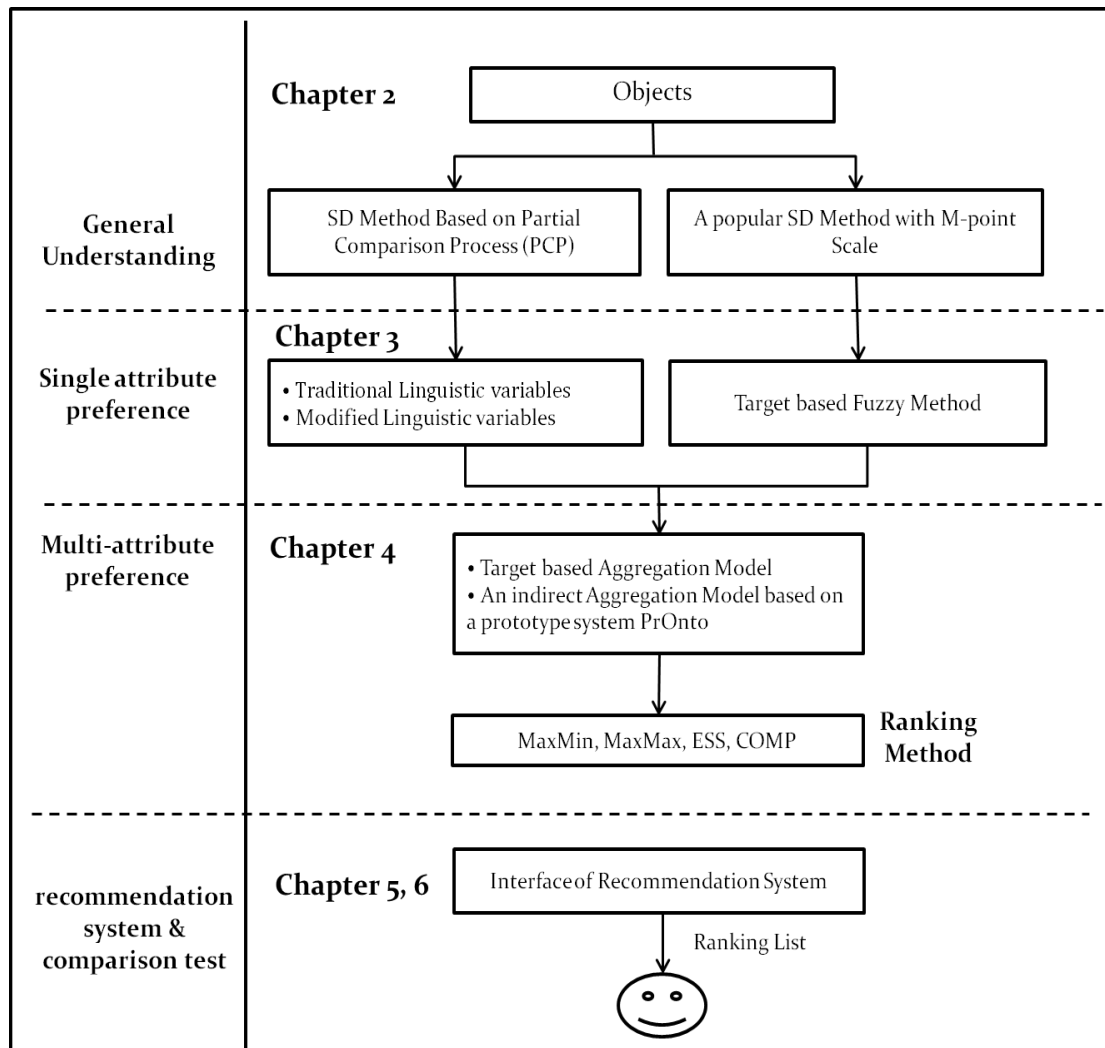 Chapter 2
Objects
General
Understanding
SD Method Based on Partial
Comparison Process (PCP)
A popular SD Method with M-point
Scale
Chapter 3
Single attribute
preference
• Traditional Linguistic variables
• Modified Linguistic variables
Target based Fuzzy Method
Multi-attribute
preference
Chapter 4
• Target based Aggregation Model
• An indirect Aggregation Model based on
a prototype system PrOnto
MaxMin, MaxMax, ESS, COMP
Ranking
Method
recommendation
system &
comparison test
Chapter 5, 6
Interface of Recommendation System
Ranking List